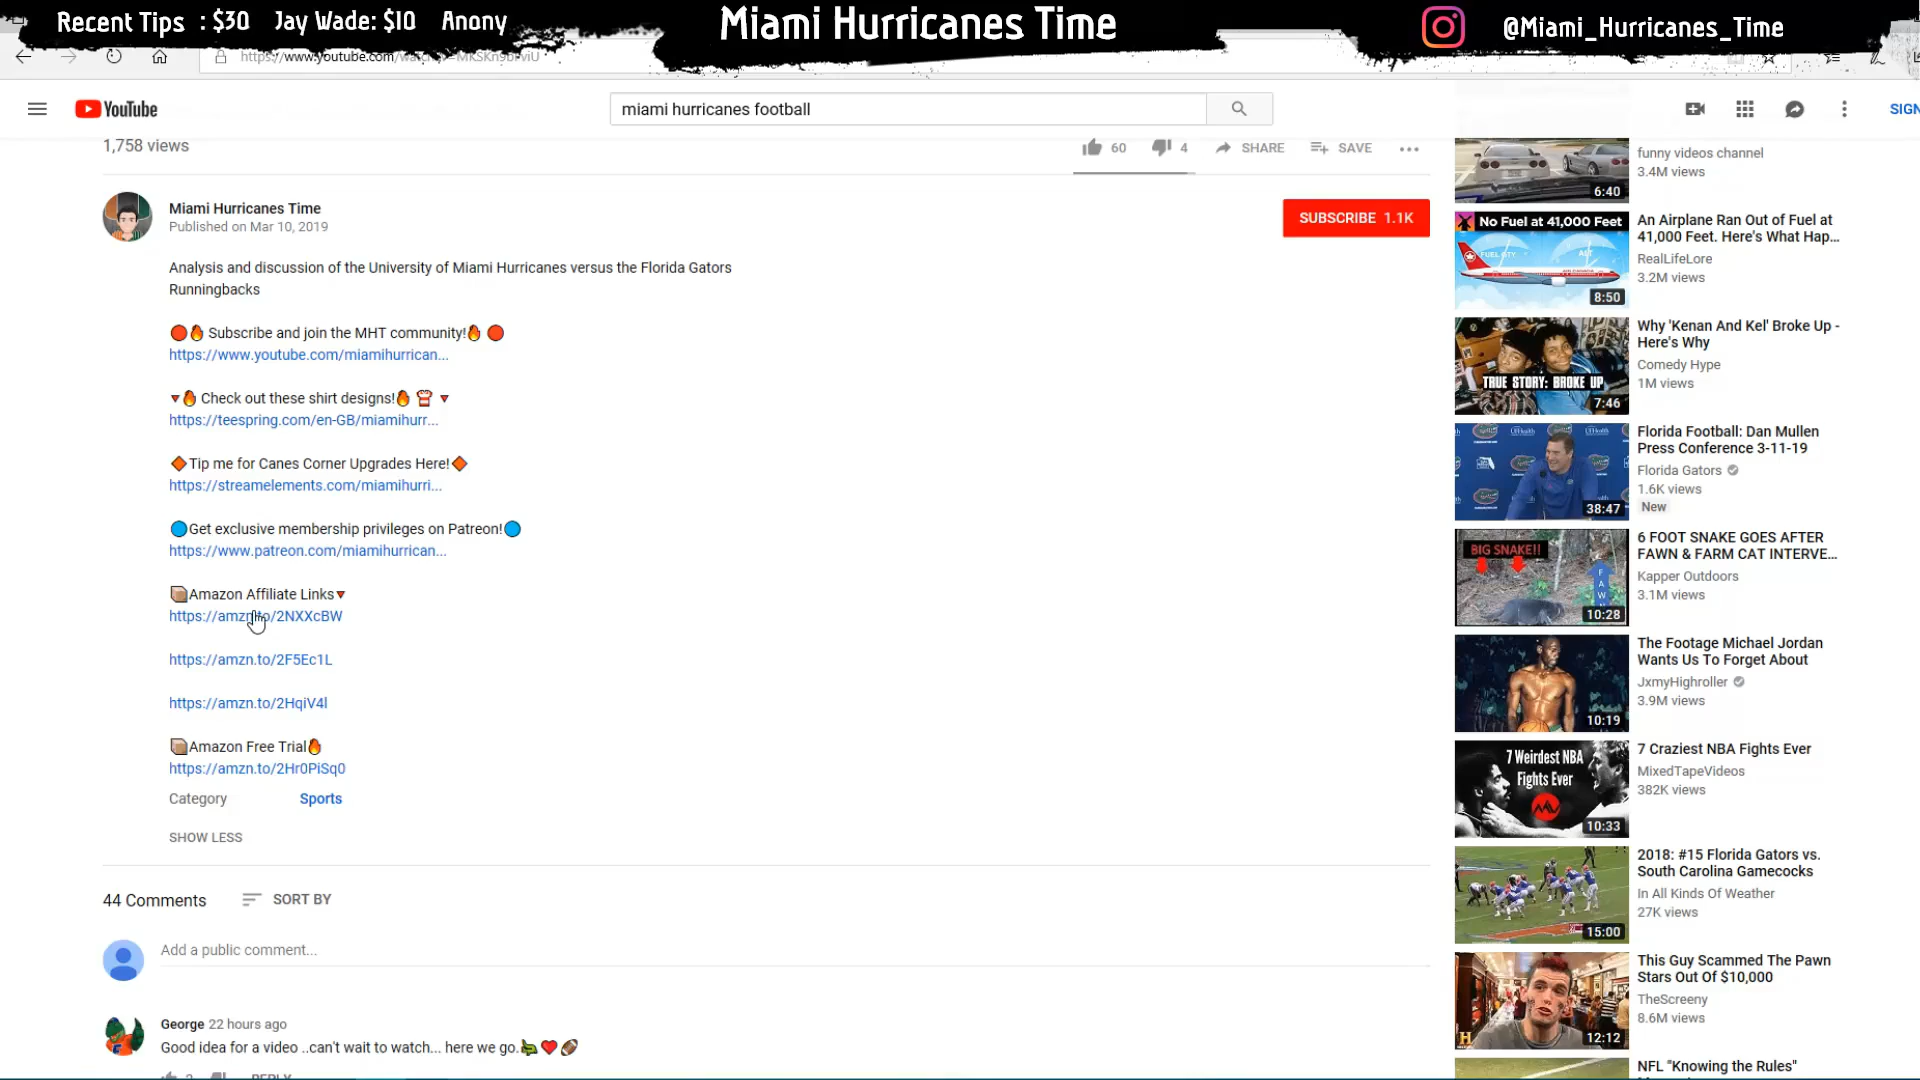 Recent Tips : $30 Jay Wade: $10 Anony
Miami Hurricanes Time
@Miami_Hurricanes_Time
YouTube
miami hurricanes football
SIGN
1,758 views
60
4
SHARE
SAVE
Miami Hurricanes Time
Published on Mar 10, 2019
SUBSCRIBE 1.1K
Analysis and discussion of the University of Miami Hurricanes versus the Florida Gators
Runningbacks
Subscribe and join the MHT community!
https://www.youtube.com/miamihurrican...
Check out these shirt designs!
https://teespring.com/en-GB/miamihurr...
Tip me for Canes Corner Upgrades Here!
https://streamelements.com/miamihurri...
Get exclusive membership privileges on Patreon!
https://www.patreon.com/miamihurrican...
Amazon Affiliate Links
https://amzn.to/2NXXcBW
https://amzn.to/2F5Ec1L
https://amzn.to/2HqiV4l
Amazon Free Trial
https://amzn.to/2Hr0PiSq0
Category Sports
SHOW LESS
44 Comments
SORT BY
Add a public comment...
George 22 hours ago
Good idea for a video ..can't wait to watch... here we go.
REPLY
funny videos channel
3.4M views
6:40
No Fuel at 41,000 Feet
8:50
An Airplane Ran Out of Fuel at
41,000 Feet. Here's What Hap...
RealLifeLore
3.2M views
TRUE STORY: BROKE UP
7:46
Why 'Kenan And Kel' Broke Up -
Here's Why
Comedy Hype
1M views
38:47
Florida Football: Dan Mullen
Press Conference 3-11-19
Florida Gators
1.6K views
New
BIG SNAKE!!
FAWN
10:28
6 FOOT SNAKE GOES AFTER
FAWN & FARM CAT INTERVE...
Kapper Outdoors
3.1M views
10:19
The Footage Michael Jordan
Wants Us To Forget About
JxmyHighroller
3.9M views
7 Weirdest NBA
Fights Ever
10:33
7 Craziest NBA Fights Ever
MixedTapeVideos
382K views
15:00
2018: #15 Florida Gators vs.
South Carolina Gamecocks
In All Kinds Of Weather
27K views
12:12
This Guy Scammed The Pawn
Stars Out Of $10,000
TheScreeny
8.6M views
NFL "Knowing the Rules"